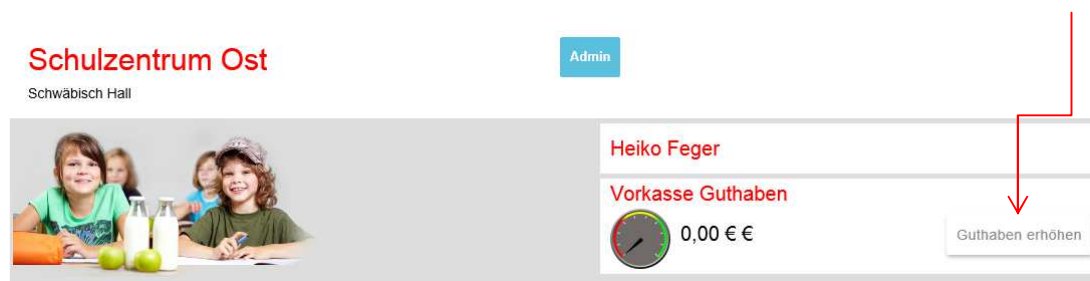 Schulzentrum Ost
Admin
Schwäbisch Hall
Heiko Feger
Vorkasse Guthaben
0,00 € €
Guthaben erhöhen